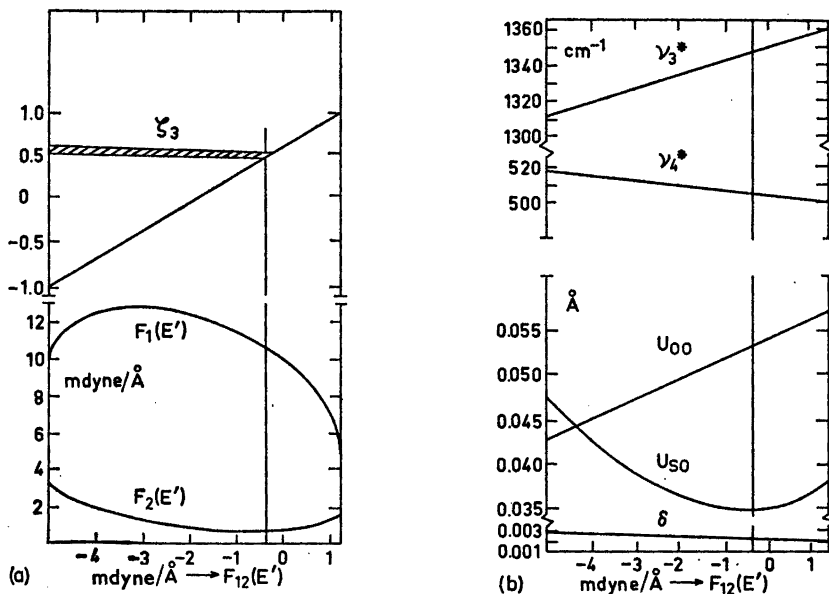 1.0
0.5
0
-0.5
-1.0
ζ₃
12
10
8
6
4
2
F₁(E')
mdyne/Å
F₂(E')
-4 -3 -2 -1 0
(a) mdyne/Å → F₁₂(E')
1360
1340
1320
1300
520
500
cm⁻¹
ν₃*
ν₄*
Å
0.055
0.050
0.045
0.040
0.035
0.003
0.001
U_OO
U_SO
δ
-4 -3 -2 -1 0 1
(b) mdyne/Å → F₁₂(E')